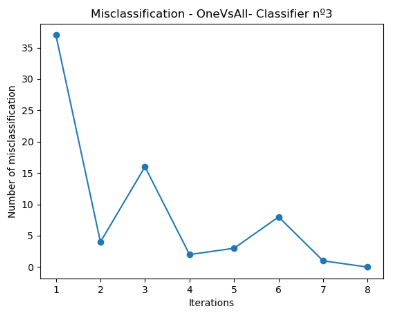 Misclassification - OneVsAll- Classifier nº3
Number of misclassification
35
30
25
20
15
10
5
0
1 2 3 4 5 6 7 8
Iterations